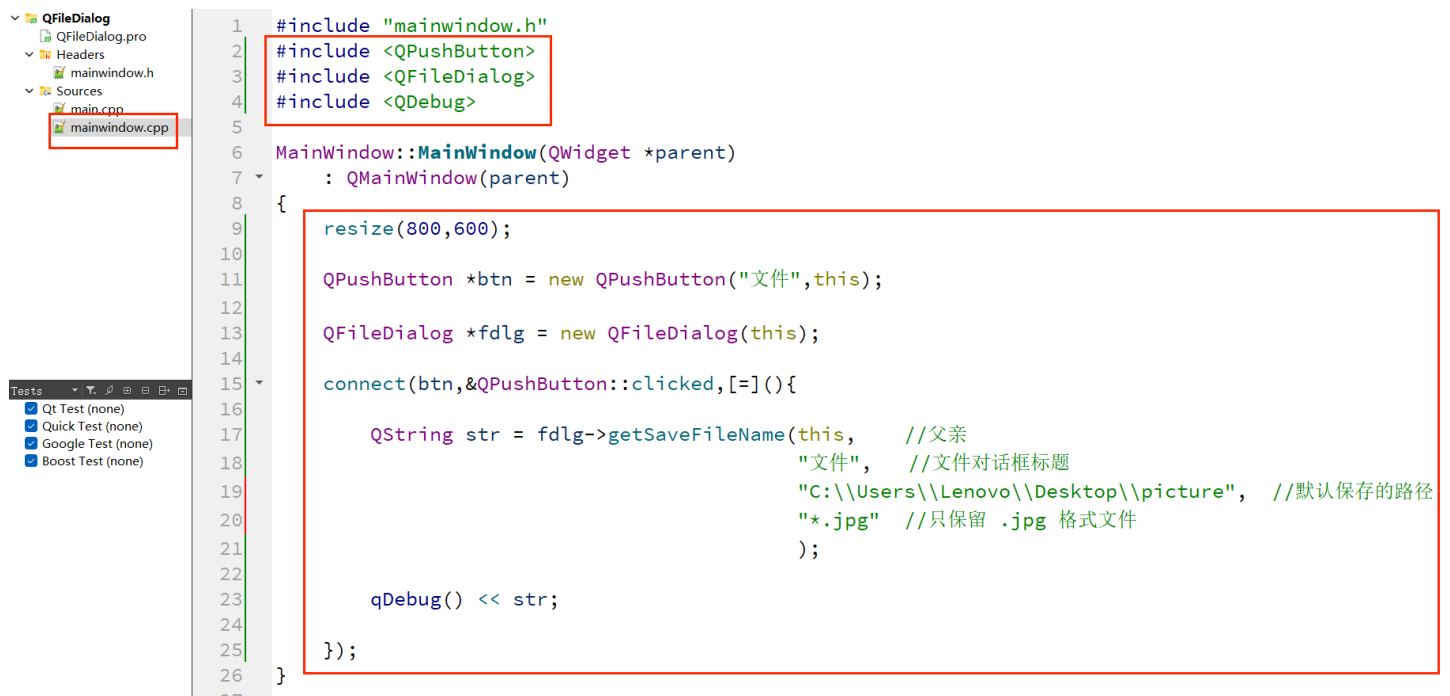 QFileDialog
QFileDialog.pro
Headers
mainwindow.h
Sources
main.cpp
mainwindow.cpp
Tests
Qt Test (none)
Quick Test (none)
Google Test (none)
Boost Test (none)
1 #include "mainwindow.h"
2 #include <QPushButton>
3 #include <QFileDialog>
4 #include <QDebug>
5
6 MainWindow::MainWindow(QWidget *parent)
7     : QMainWindow(parent)
8 {
9     resize(800,600);
10
11     QPushButton *btn = new QPushButton("文件",this);
12
13     QFileDialog *fdlg = new QFileDialog(this);
14
15     connect(btn,&QPushButton::clicked,[=](){
16
17         QString str = fdlg->getSaveFileName(this,    //父亲
18                                             "文件",   //文件对话框标题
19                                             "C:\\Users\\Lenovo\\Desktop\\picture",  //默认保存的路径
20                                             "*.jpg"  //只保留 .jpg 格式文件
21                                             );
22
23         qDebug() << str;
24
25     });
26 }